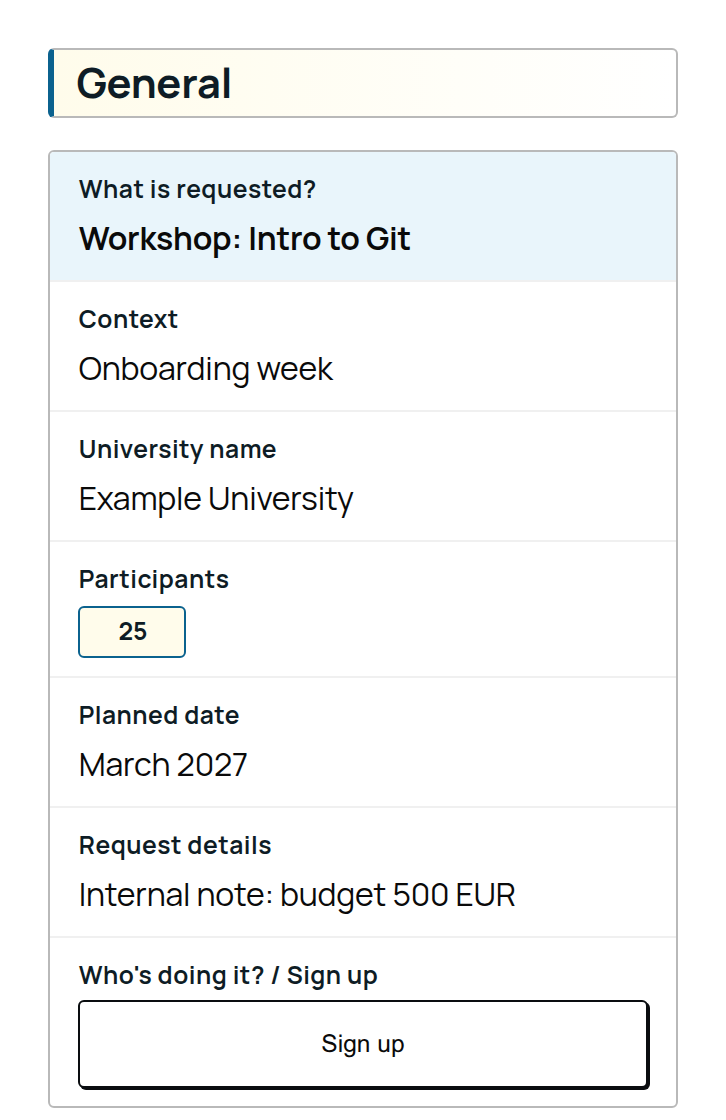 General
What is requested?
Workshop: Intro to Git
Context
Onboarding week
University name
Example University
Participants
25
Planned date
March 2027
Request details
Internal note: budget 500 EUR
Who's doing it? / Sign up
Sign up